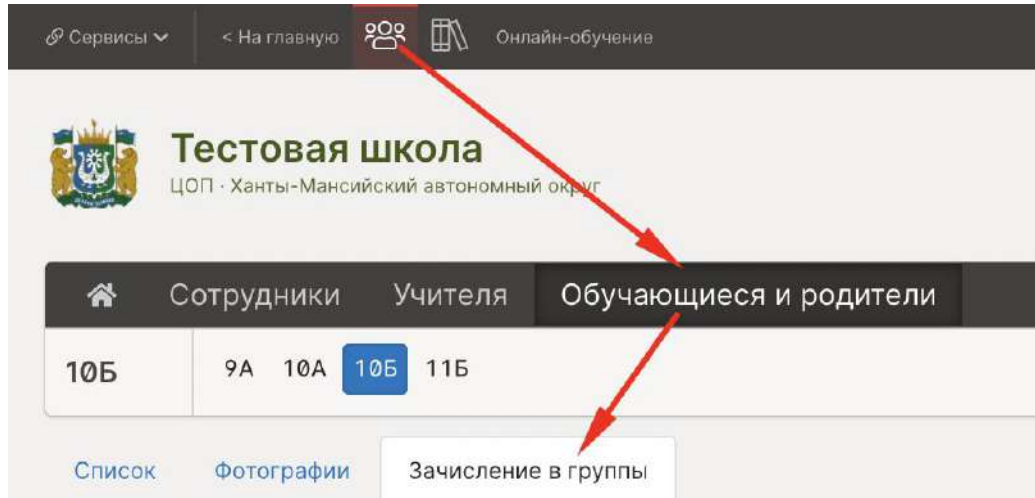 Сервисы < На главную Онлайн-обучение
Тестовая школа
ЦОП · Ханты-Мансийский автономный округ
Сотрудники Учителя Обучающиеся и родители
10Б 9А 10А 10Б 11Б
Список Фотографии Зачисление в группы